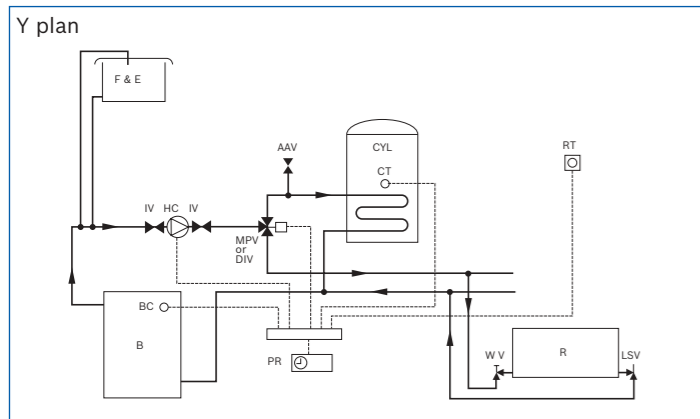 Y plan
F & E
AAV
CYL
CT
RT
IV HC IV
MPV
or
DIV
BC
B
PR
W V
R
LSV